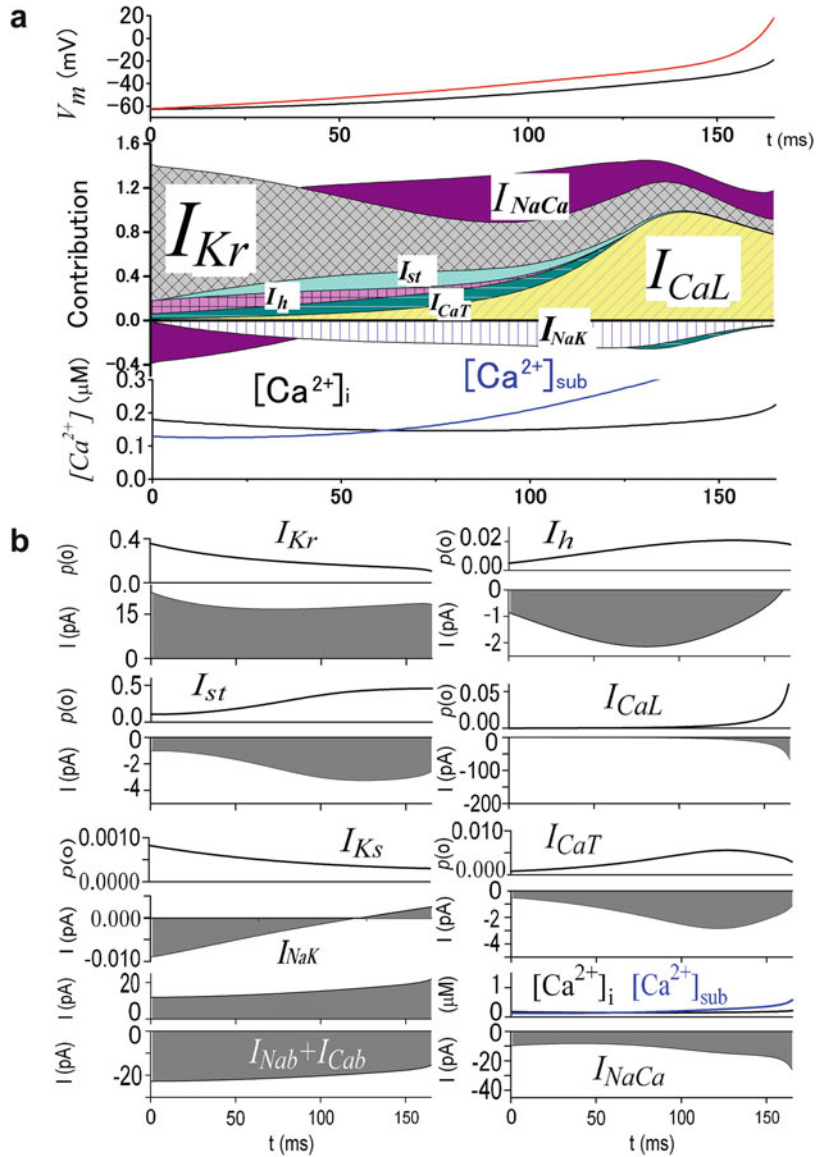 a
20
0
−20
−40
−60
V_m (mV)
0 50 100 150 t (ms)
1.6
1.2
0.8
0.4
0.0
−0.4
Contribution
I_Kr
I_NaCa
I_st
I_h
I_CaT
I_CaL
I_NaK
0.3
0.2
0.1
0.0
[Ca²⁺] (μM)
[Ca²⁺]_i
[Ca²⁺]_sub
0 50 100 150
b
I_Kr
0.4
0.0
p(o)
15
0
I (pA)
I_h
0.02
0.00
p(o)
0
-1
-2
I (pA)
I_st
0.5
0.0
p(o)
0
-2
-4
I (pA)
I_CaL
0.05
0.00
p(o)
0
-100
-200
I (pA)
I_Ks
0.0010
0.0000
p(o)
0.000
-0.010
I (pA)
I_CaT
0.010
0.000
p(o)
0
-2
-4
I (pA)
I_NaK
20
0
I (pA)
[Ca²⁺]_i [Ca²⁺]_sub
1
0
(μM)
I_Nab+I_Cab
0
-20
I (pA)
0 50 100 150
t (ms)
I_NaCa
0
-20
-40
I (pA)
0 50 100 150
t (ms)